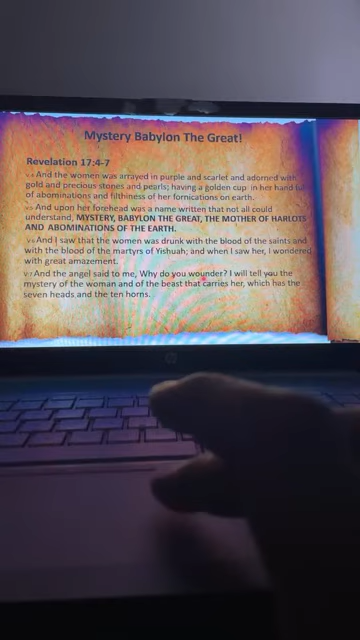 Mystery Babylon The Great!
Revelation 17:4-7
V.4 And the women was arrayed in purple and scarlet and adorned with
gold and precious stones and pearls; having a golden cup in her hand full
of abominations and filthiness of her fornications on earth.
V.5 And upon her forehead was a name written that not all could
understand, MYSTERY, BABYLON THE GREAT, THE MOTHER OF HARLOTS
AND ABOMINATIONS OF THE EARTH.
V.6 And I saw that the women was drunk with the blood of the saints and
with the blood of the martyrs of Yishuah; and when I saw her, I wondered
with great amazement.
V.7 And the angel said to me, Why do you wounder? I will tell you the
mystery of the woman and of the beast that carries her, which has the
seven heads and the ten horns.
hp